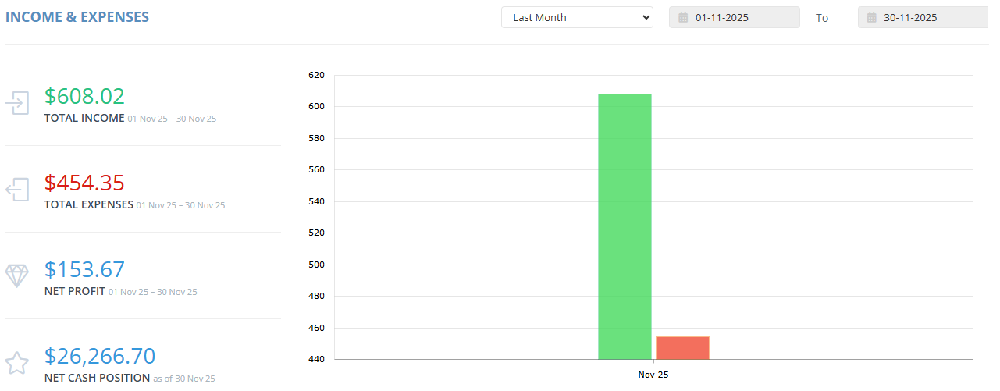 INCOME & EXPENSES
Last Month
01-11-2025
To
30-11-2025
$608.02
TOTAL INCOME 01 Nov 25 – 30 Nov 25
$454.35
TOTAL EXPENSES 01 Nov 25 – 30 Nov 25
$153.67
NET PROFIT 01 Nov 25 – 30 Nov 25
$26,266.70
NET CASH POSITION as of 30 Nov 25
620
600
580
560
540
520
500
480
460
440
Nov 25